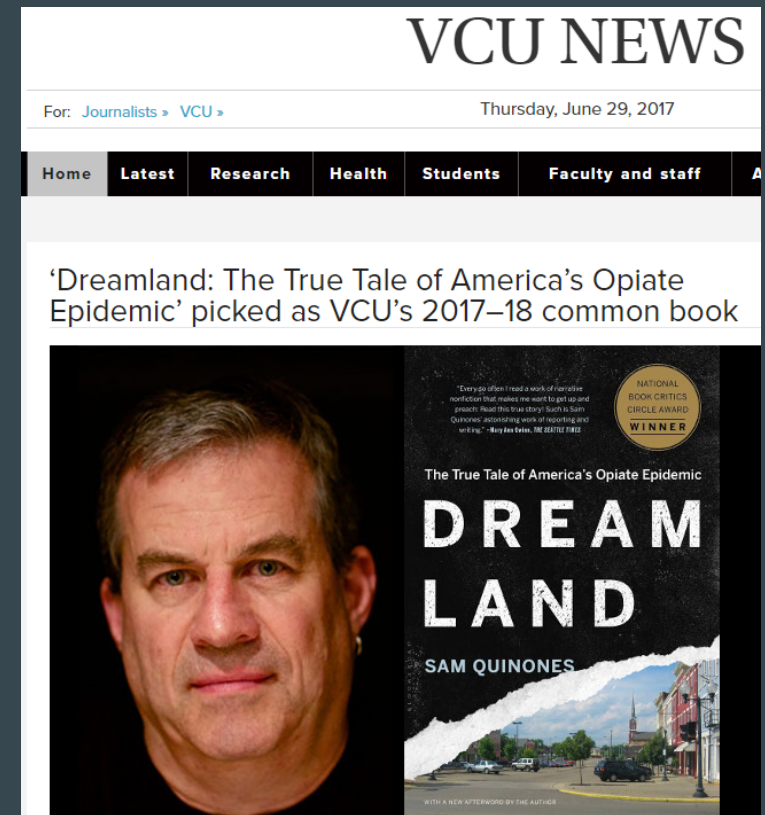 VCU NEWS
For: Journalists » VCU »
Thursday, June 29, 2017
Home Latest Research Health Students Faculty and staff A
‘Dreamland: The True Tale of America’s Opiate
Epidemic’ picked as VCU’s 2017–18 common book
"Every so often I read a work of narrative
nonfiction that makes me want to get up and
preach: Read this true story! Such is Sam
Quinones' astonishing work of reporting and
writing." –Mary Ann Gwinn, THE SEATTLE TIMES
NATIONAL
BOOK CRITICS
CIRCLE AWARD
WINNER
The True Tale of America's Opiate Epidemic
DREAM
LAND
SAM QUINONES
WITH A NEW AFTERWORD BY THE AUTHOR